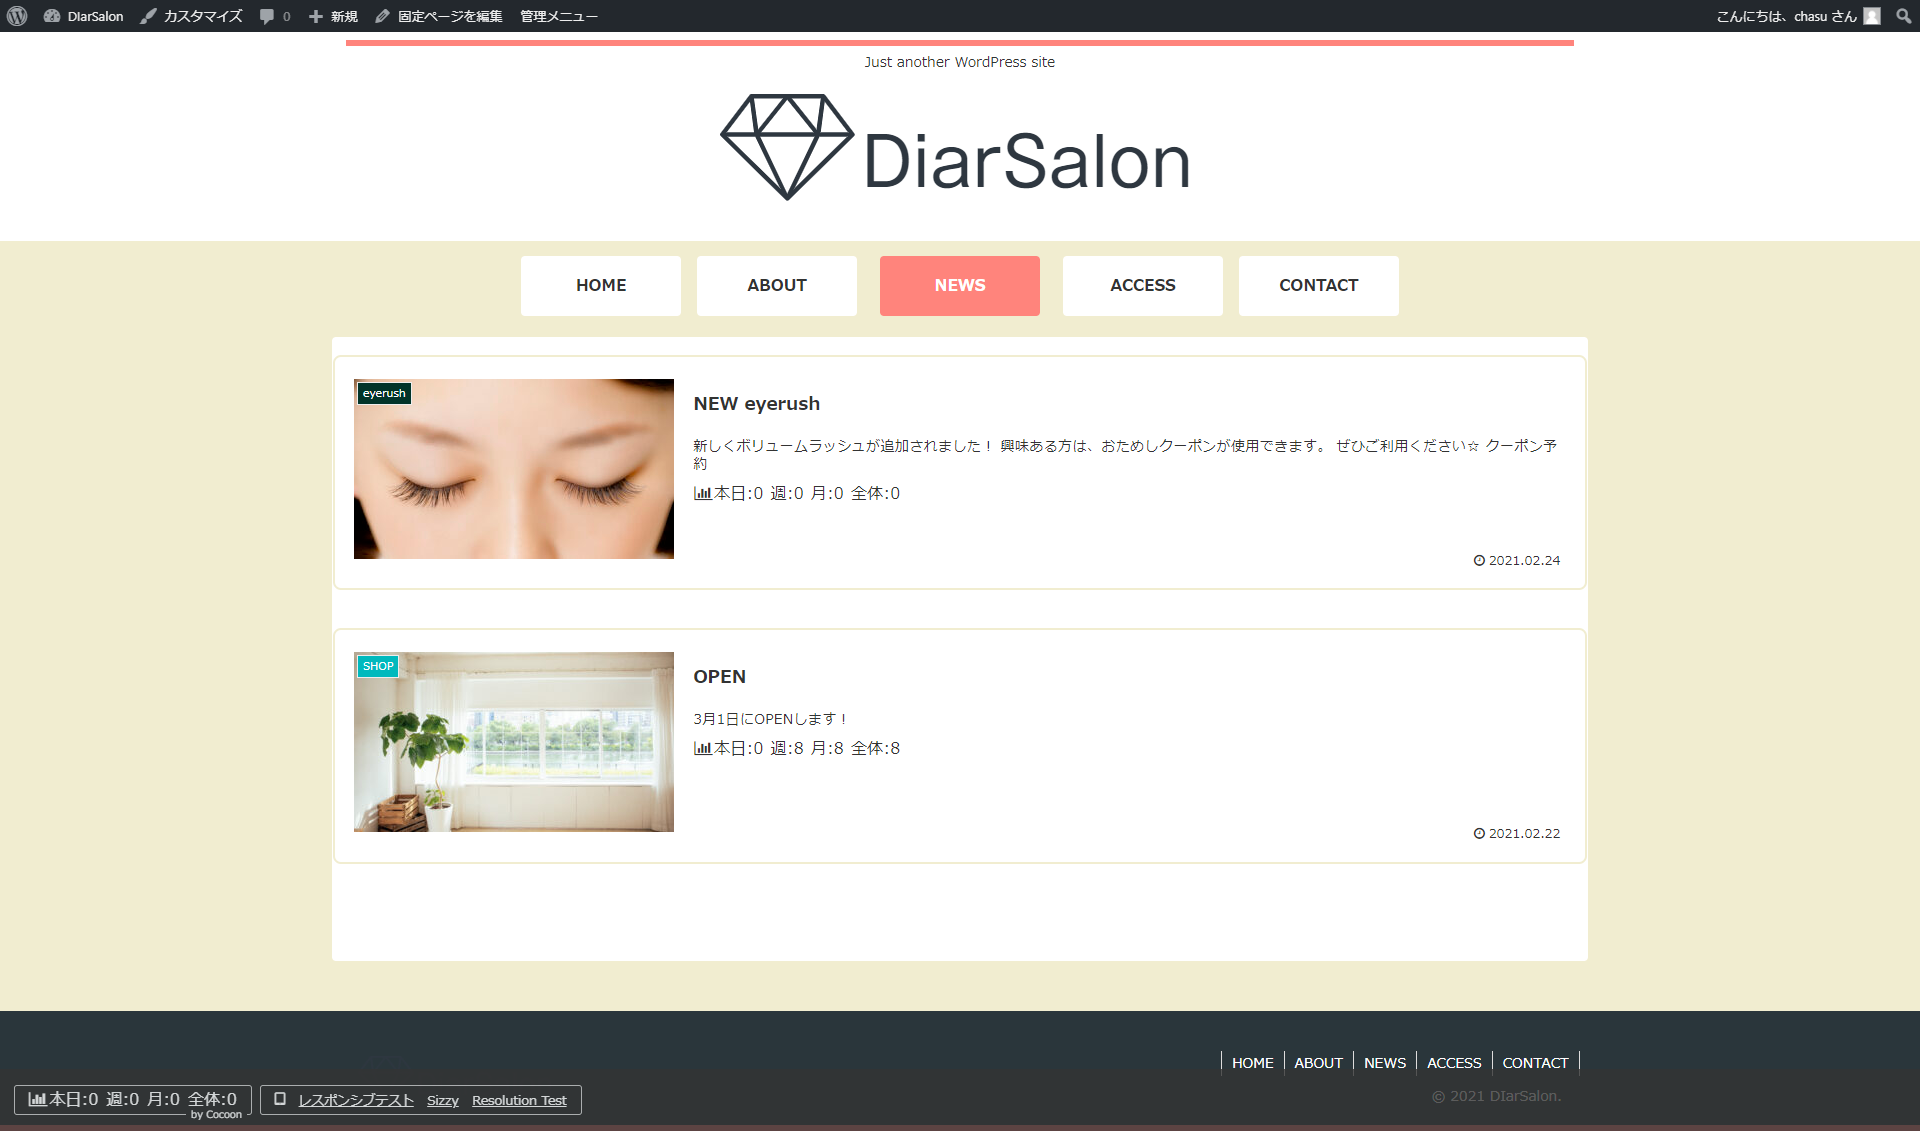 DIarSalon カスタマイズ 0 新規 固定ページを編集 管理メニュー こんにちは、chasu さん
Just another WordPress site
DiarSalon
HOME ABOUT NEWS ACCESS CONTACT
eyerush
NEW eyerush
新しくボリュームラッシュが追加されました！ 興味ある方は、おためしクーポンが使用できます。 ぜひご利用ください☆ クーポン予
約
本日:0 週:0 月:0 全体:0
2021.02.24
SHOP
OPEN
3月1日にOPENします！
本日:0 週:8 月:8 全体:8
2021.02.22
HOME ABOUT NEWS ACCESS CONTACT
© 2021 DIarSalon.
本日:0 週:0 月:0 全体:0
by Cocoon
レスポンシブテスト Sizzy Resolution Test